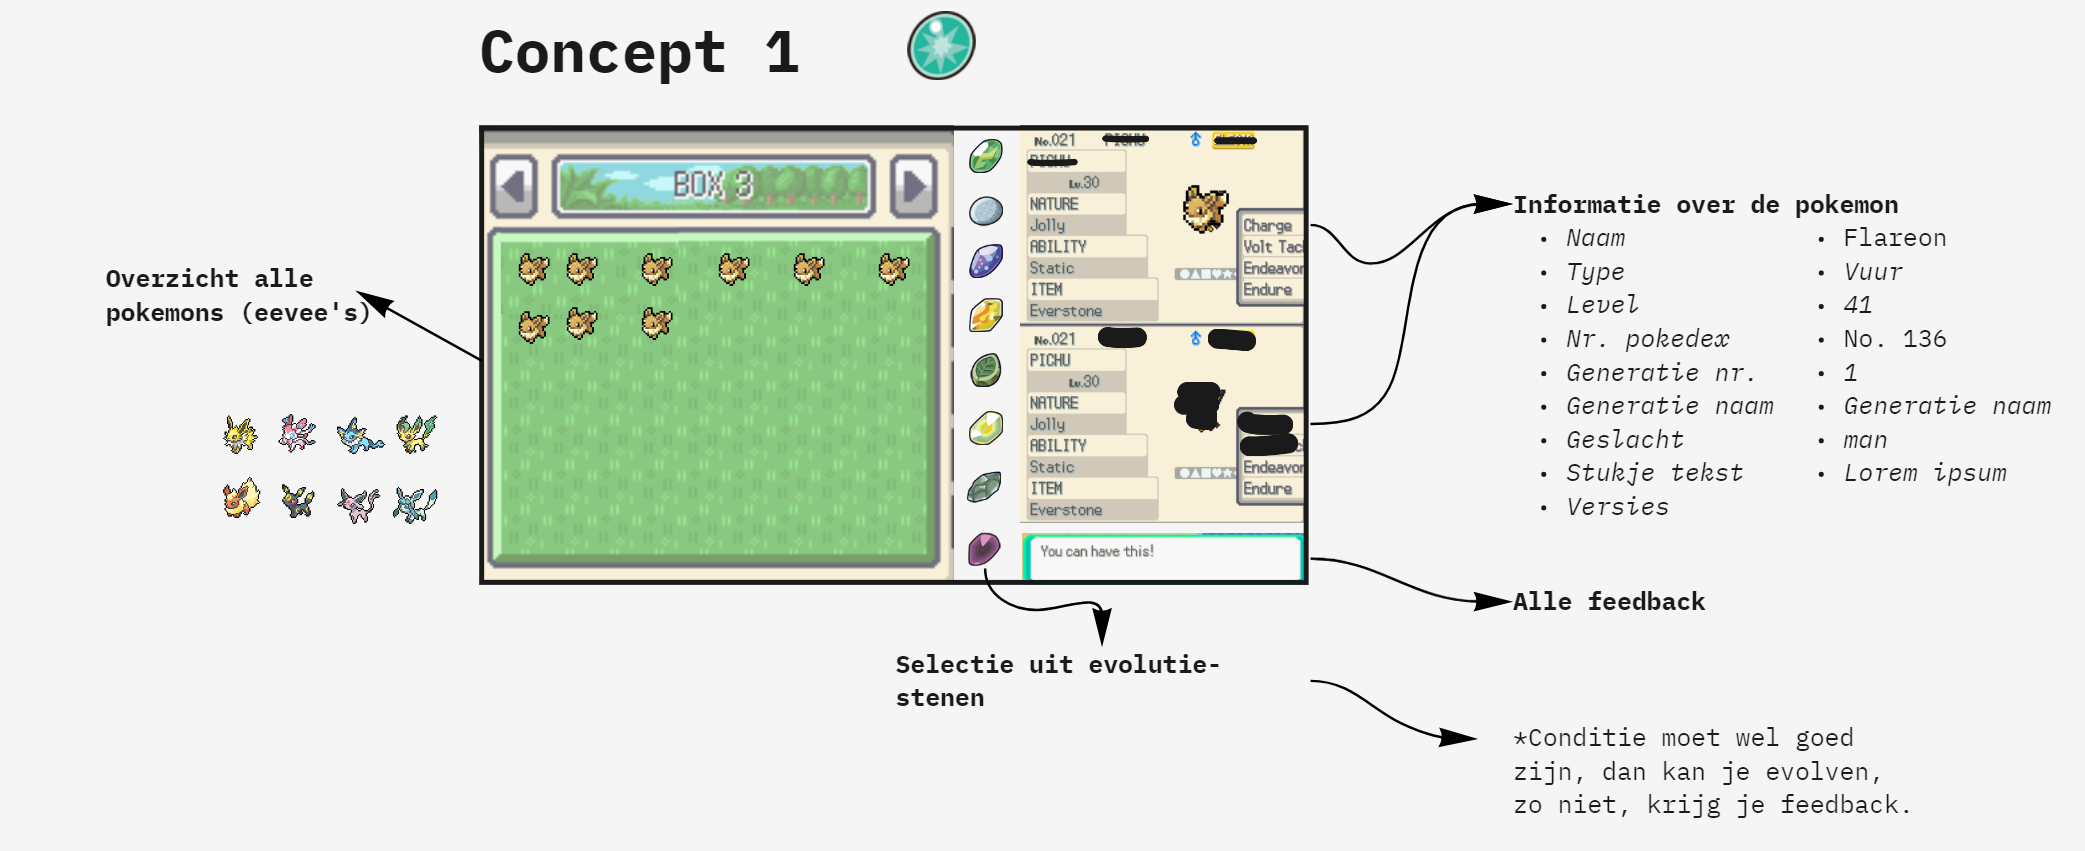 Concept 1
BOX 3
Overzicht alle
pokemons (eevee's)
No.021
Lv.30
NATURE
Jolly
ABILITY
Static
ITEM
Everstone
Charge
Volt Tac
Endeavor
Endure
No.021
PICHU
Lv.30
NATURE
Jolly
ABILITY
Static
ITEM
Everstone
Endeavor
Endure
You can have this!
Informatie over de pokemon
• Naam
• Type
• Level
• Nr. pokedex
• Generatie nr.
• Generatie naam
• Geslacht
• Stukje tekst
• Versies
• Flareon
• Vuur
• 41
• No. 136
• 1
• Generatie naam
• man
• Lorem ipsum
Alle feedback
Selectie uit evolutie-
stenen
*Conditie moet wel goed
zijn, dan kan je evolven,
zo niet, krijg je feedback.